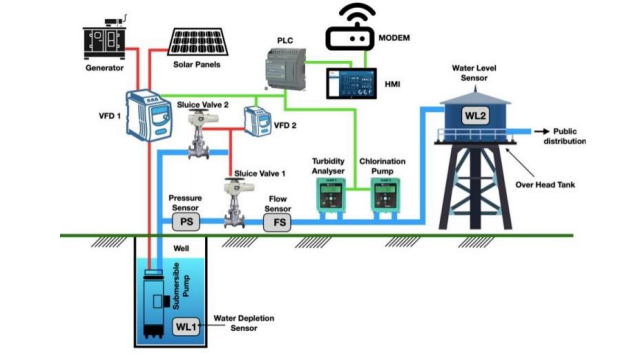 PLC
MODEM
Generator
Solar Panels
HMI
Water Level
Sensor
VFD 1
Sluice Valve 2
VFD 2
WL2
Public
distribution
Sluice Valve 1
Turbidity
Analyser
Chlorination
Pump
Over Head Tank
Pressure
Sensor
PS
Flow
Sensor
FS
Well
Submersible
Pump
WL1
Water Depletion
Sensor